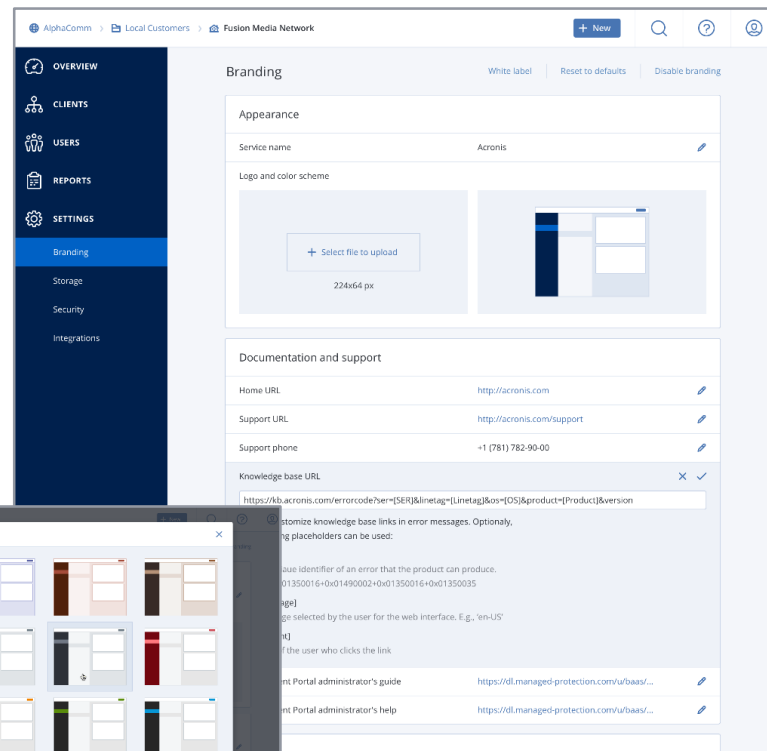 AlphaComm > Local Customers > Fusion Media Network
+ New
OVERVIEW
CLIENTS
USERS
REPORTS
SETTINGS
Branding
Storage
Security
Integrations
Branding
White label
Reset to defaults
Disable branding
Appearance
Service name Acronis
Logo and color scheme
+ Select file to upload
224x64 px
Documentation and support
Home URL http://acronis.com
Support URL http://acronis.com/support
Support phone +1 (781) 782-90-00
Knowledge base URL
https://kb.acronis.com/errorcode?ser=[SER]&linetag=[Linetag]&os=[OS]&product=[Product]&version
stomize knowledge base links in error messages. Optionaly,
ng placeholders can be used:
que identifier of an error that the product can produce.
01350016+0x01490002+0x01350016+0x01350035
age]
ge selected by the user for the web interface. E.g., 'en-US'
nt]
f the user who clicks the link
ent Portal administrator's guide https://dl.managed-protection.com/u/baas/...
ent Portal administrator's help https://dl.managed-protection.com/u/baas/...